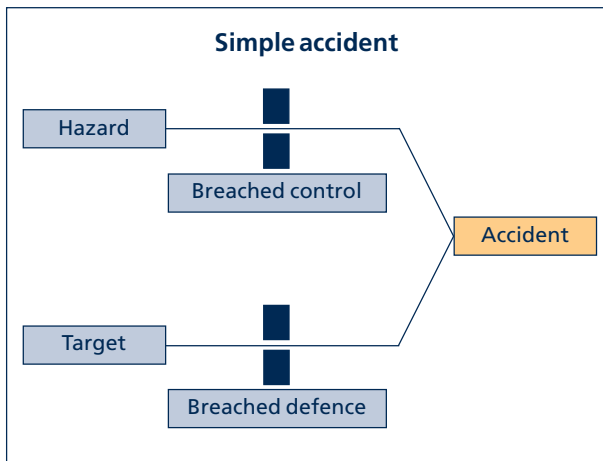 Simple accident
Hazard
Breached control
Accident
Target
Breached defence